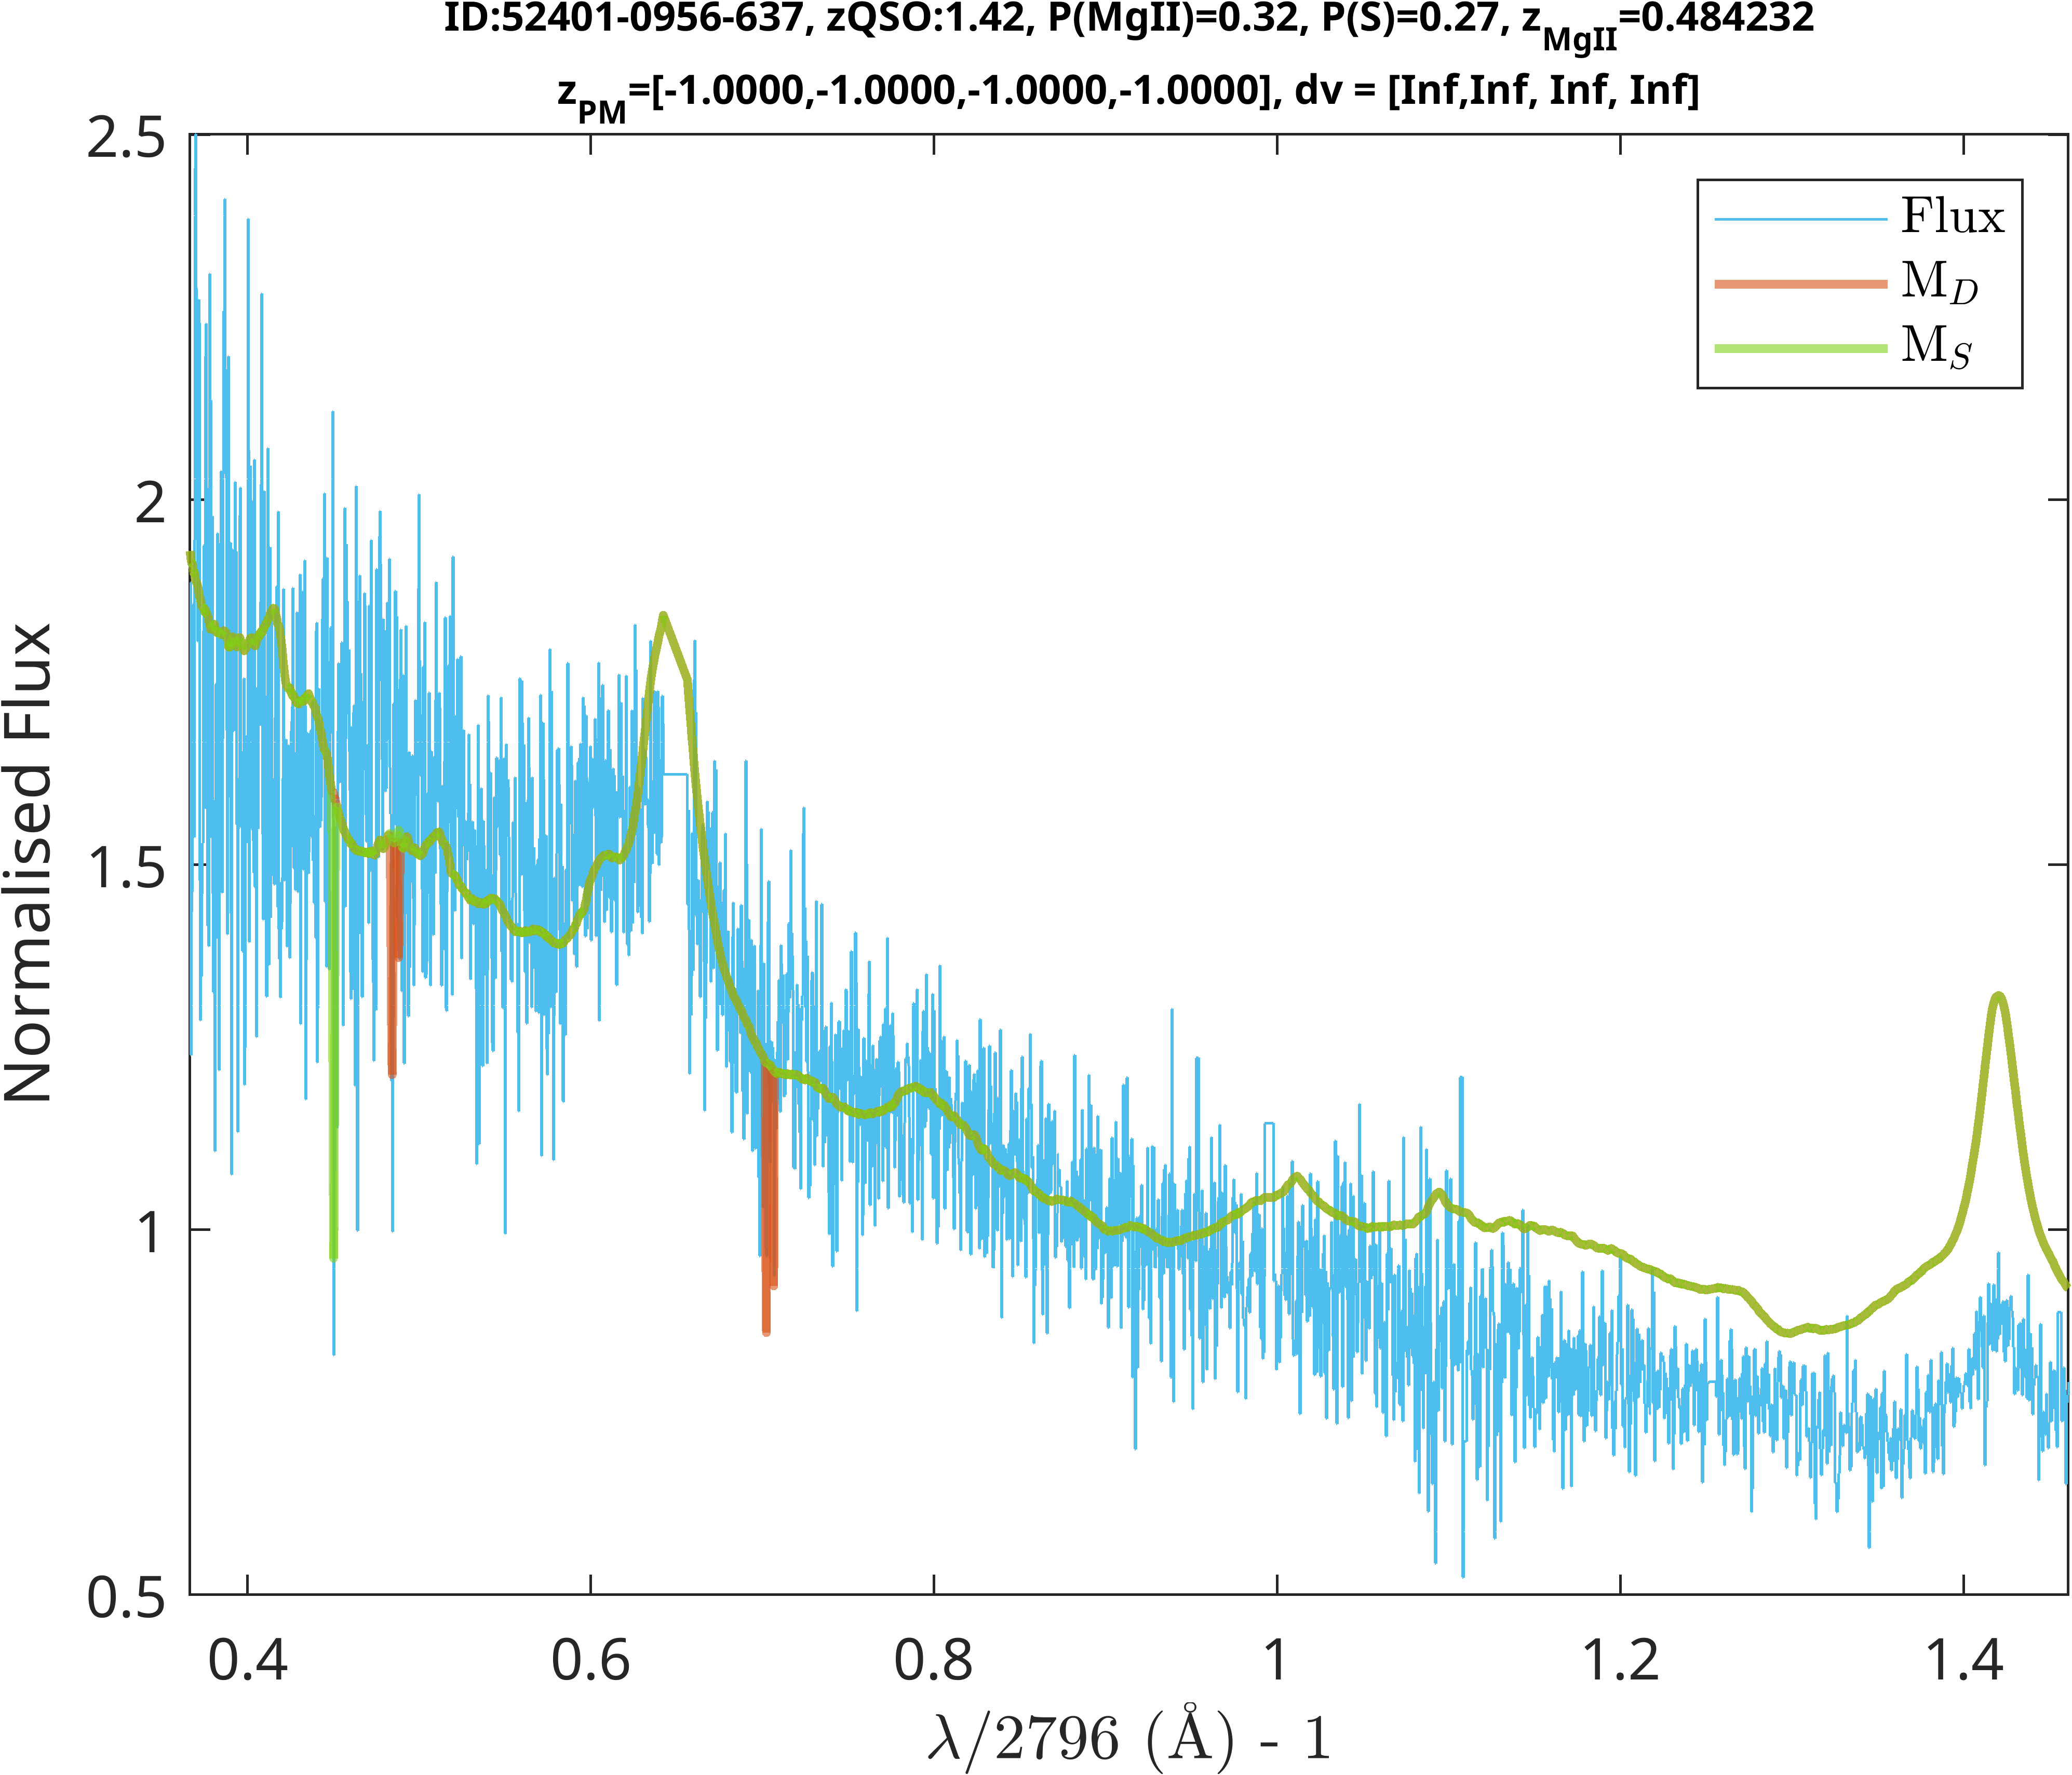 ID:52401-0956-637, zQSO:1.42, P(MgII)=0.32, P(S)=0.27, zMgII=0.484232
zPM=[-1.0000,-1.0000,-1.0000,-1.0000], dv = [Inf,Inf, Inf, Inf]
2.5
2
1.5
1
0.5
Normalised Flux
Flux
MD
MS
0.4 0.6 0.8 1 1.2 1.4
λ/2796 (Å) - 1